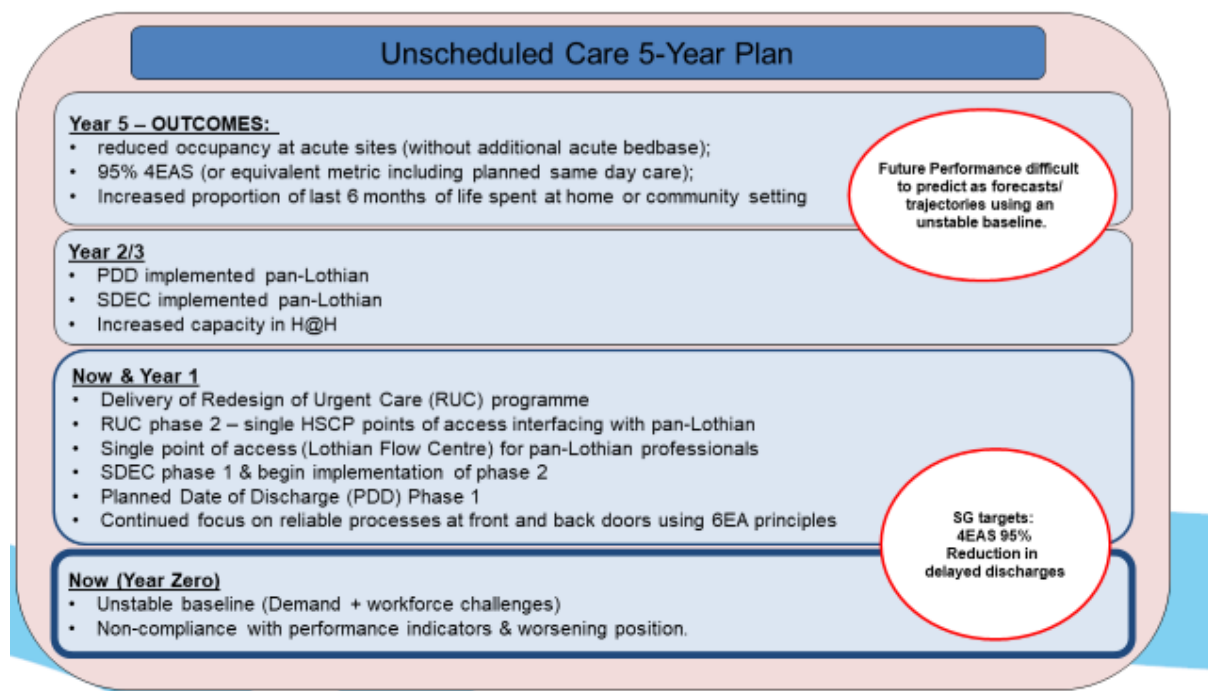 Unscheduled Care 5-Year Plan
Year 5 – OUTCOMES:
• reduced occupancy at acute sites (without additional acute bedbase);
• 95% 4EAS (or equivalent metric including planned same day care);
• Increased proportion of last 6 months of life spent at home or community setting
Future Performance difficult
to predict as forecasts/
trajectories using an
unstable baseline.
Year 2/3
• PDD implemented pan-Lothian
• SDEC implemented pan-Lothian
• Increased capacity in H@H
Now & Year 1
• Delivery of Redesign of Urgent Care (RUC) programme
• RUC phase 2 – single HSCP points of access interfacing with pan-Lothian
• Single point of access (Lothian Flow Centre) for pan-Lothian professionals
• SDEC phase 1 & begin implementation of phase 2
• Planned Date of Discharge (PDD) Phase 1
• Continued focus on reliable processes at front and back doors using 6EA principles
SG targets:
4EAS 95%
Reduction in
delayed discharges
Now (Year Zero)
• Unstable baseline (Demand + workforce challenges)
• Non-compliance with performance indicators & worsening position.